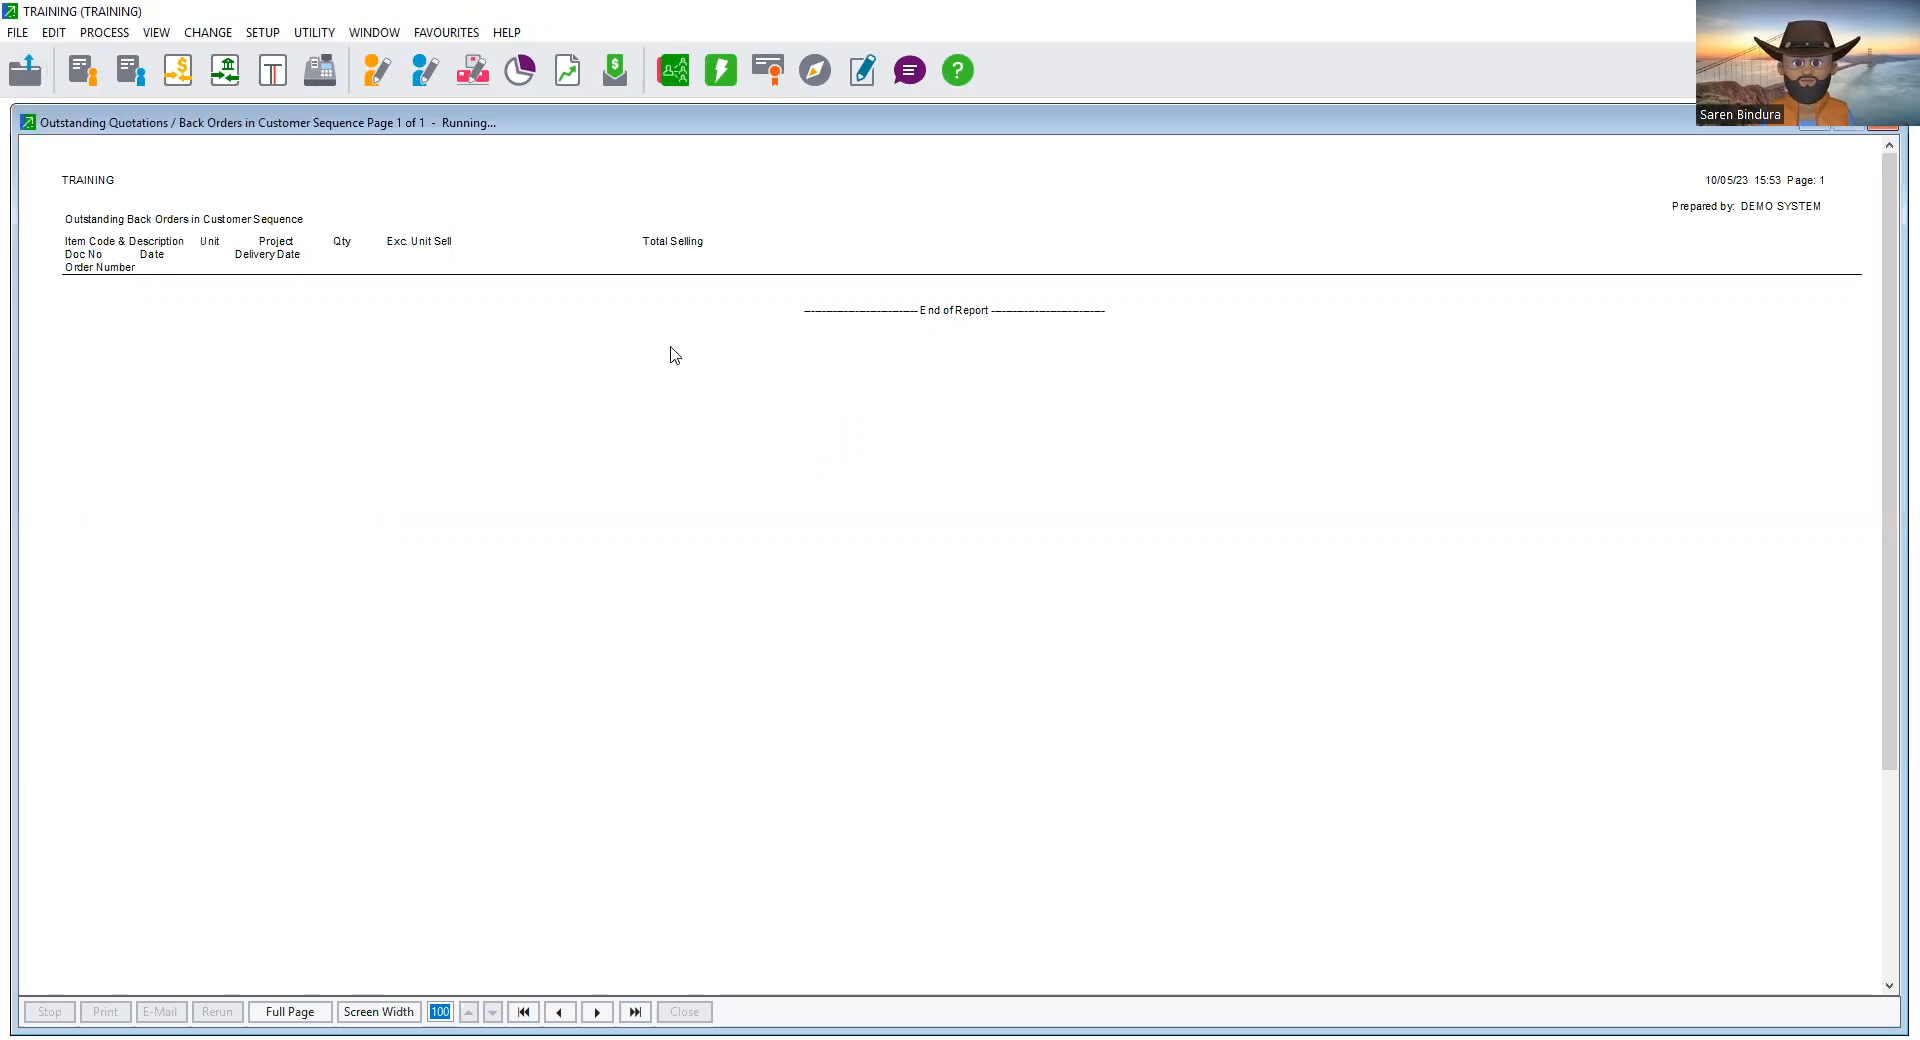 TRAINING (TRAINING)
FILE EDIT PROCESS VIEW CHANGE SETUP UTILITY WINDOW FAVOURITES HELP
Saren Bindura
Outstanding Quotations / Back Orders in Customer Sequence Page 1 of 1 - Running...
TRAINING 10/05/23 15:53 Page: 1
Prepared by: DEMO SYSTEM
Outstanding Back Orders in Customer Sequence
Item Code & Description Unit Project Qty Exc. Unit Sell Total Selling
Doc No Date Delivery Date
Order Number
------------------------------ End of Report ------------------------------
Stop Print E-Mail Rerun Full Page Screen Width 100 Close